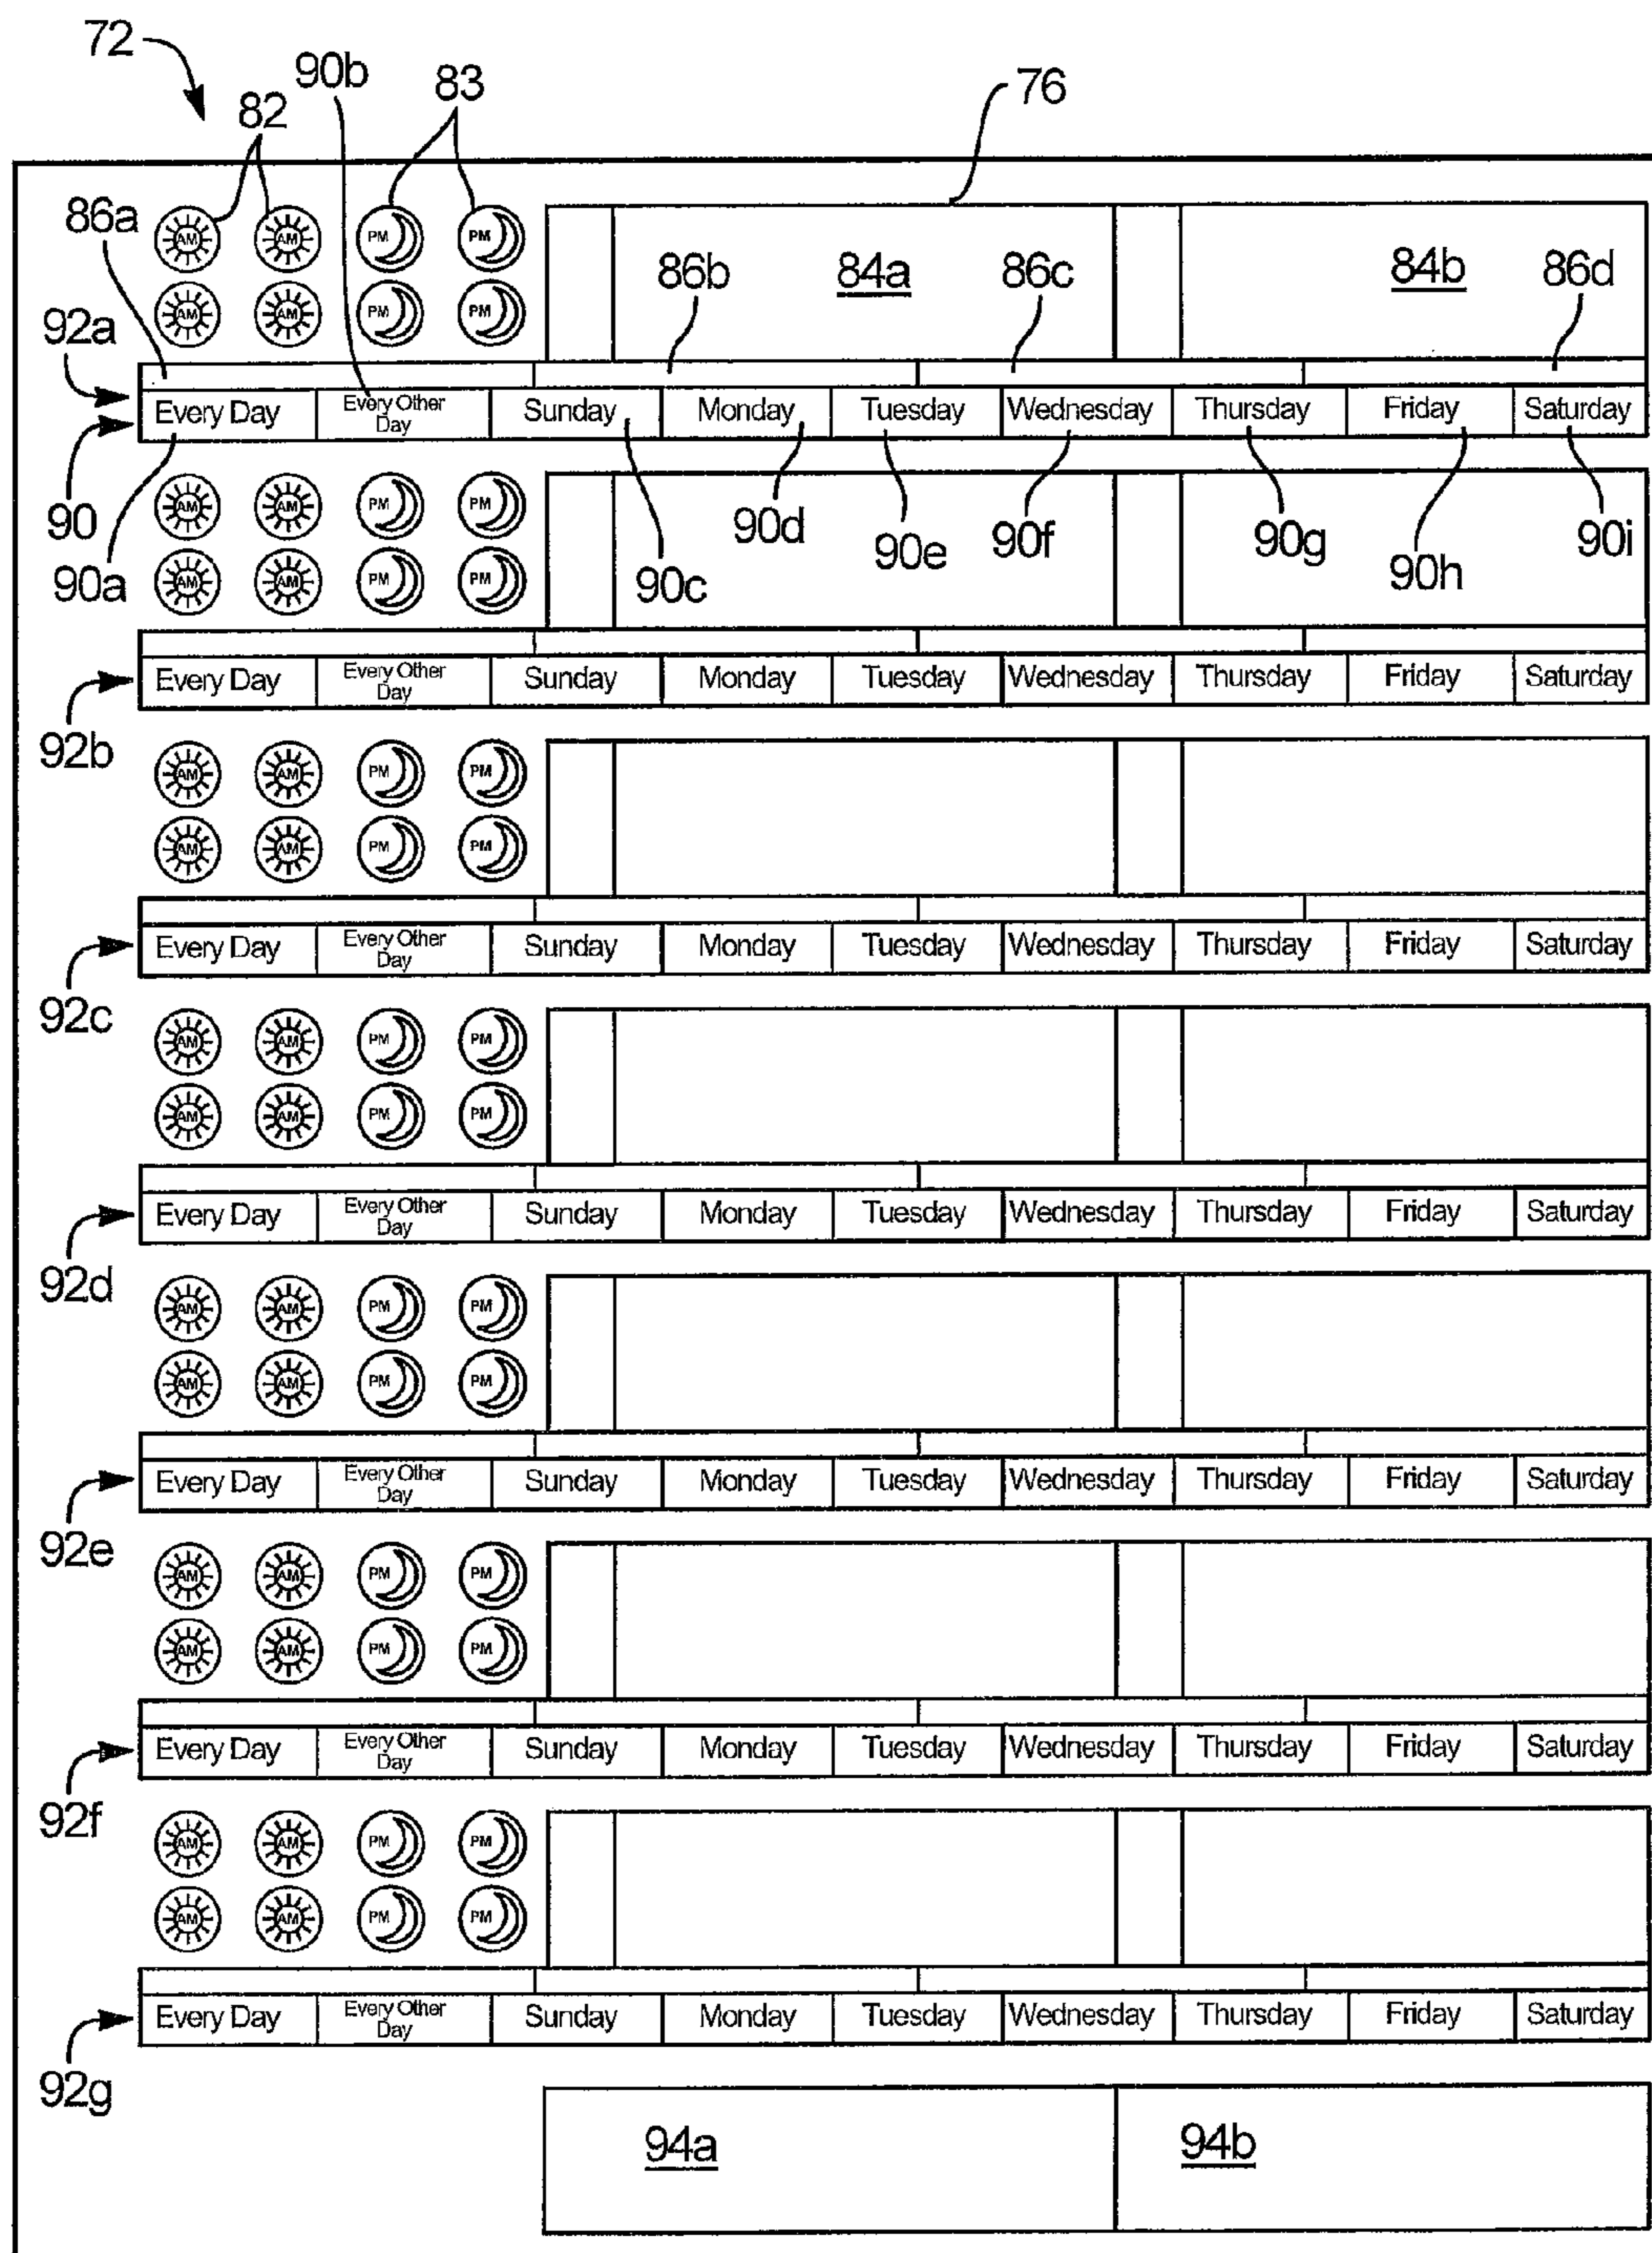 72
90b
83
82
76
86a
AM AM PM PM
86b 84a 86c 84b 86d
AM AM PM PM
92a
Every Day Every Other Day Sunday Monday Tuesday Wednesday Thursday Friday Saturday
90
AM AM PM PM
90d 90e 90f 90g 90h 90i
90a
AM AM PM PM
90c
Every Day Every Other Day Sunday Monday Tuesday Wednesday Thursday Friday Saturday
92b
AM AM PM PM
AM AM PM PM
Every Day Every Other Day Sunday Monday Tuesday Wednesday Thursday Friday Saturday
92c
AM AM PM PM
AM AM PM PM
Every Day Every Other Day Sunday Monday Tuesday Wednesday Thursday Friday Saturday
92d
AM AM PM PM
AM AM PM PM
Every Day Every Other Day Sunday Monday Tuesday Wednesday Thursday Friday Saturday
92e
AM AM PM PM
AM AM PM PM
Every Day Every Other Day Sunday Monday Tuesday Wednesday Thursday Friday Saturday
92f
AM AM PM PM
AM AM PM PM
Every Day Every Other Day Sunday Monday Tuesday Wednesday Thursday Friday Saturday
92g
94a 94b